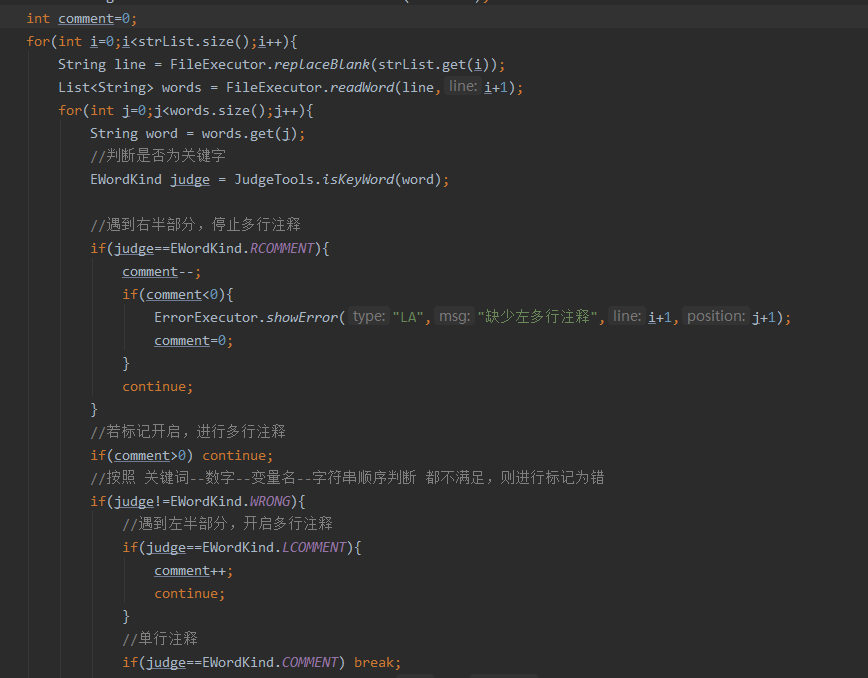 int comment=0;
for(int i=0;i<strList.size();i++){
String line = FileExecutor.replaceBlank(strList.get(i));
List<String> words = FileExecutor.readWord(line, line: i+1);
for(int j=0;j<words.size();j++){
String word = words.get(j);
//判断是否为关键字
EWordKind judge = JudgeTools.isKeyWord(word);
//遇到右半部分，停止多行注释
if(judge==EWordKind.RCOMMENT){
comment--;
if(comment<0){
ErrorExecutor.showError( type: "LA", msg: "缺少左多行注释", line: i+1, position: j+1);
comment=0;
}
continue;
}
//若标记开启，进行多行注释
if(comment>0) continue;
//按照 关键词--数字--变量名--字符串顺序判断 都不满足，则进行标记为错
if(judge!=EWordKind.WRONG){
//遇到左半部分，开启多行注释
if(judge==EWordKind.LCOMMENT){
comment++;
continue;
}
//单行注释
if(judge==EWordKind.COMMENT) break;